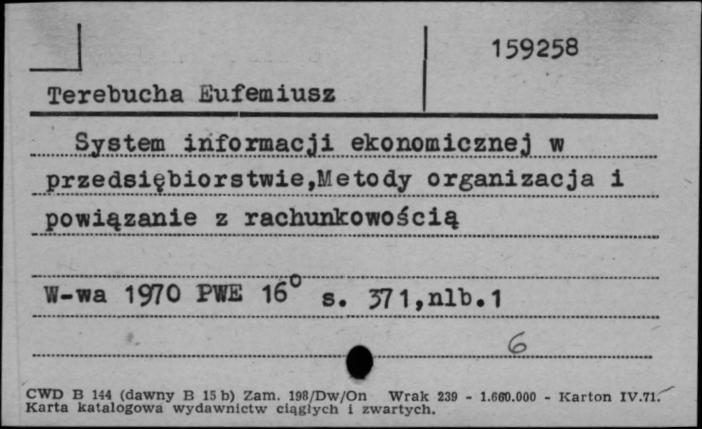 159258
Terebucha Eufemiusz
System informacji ekonomicznej w
przedsiębiorstwie,Metody organizacja i
powiązanie z rachunkowością
W-wa 1970 PWE 16° s. 371,nlb.1
6
CWD B 144 (dawny B 15 b) Zam. 198/Dw/On Wrak 239 - 1.660.000 - Karton IV.71.
Karta katalogowa wydawnictw ciągłych i zwartych.